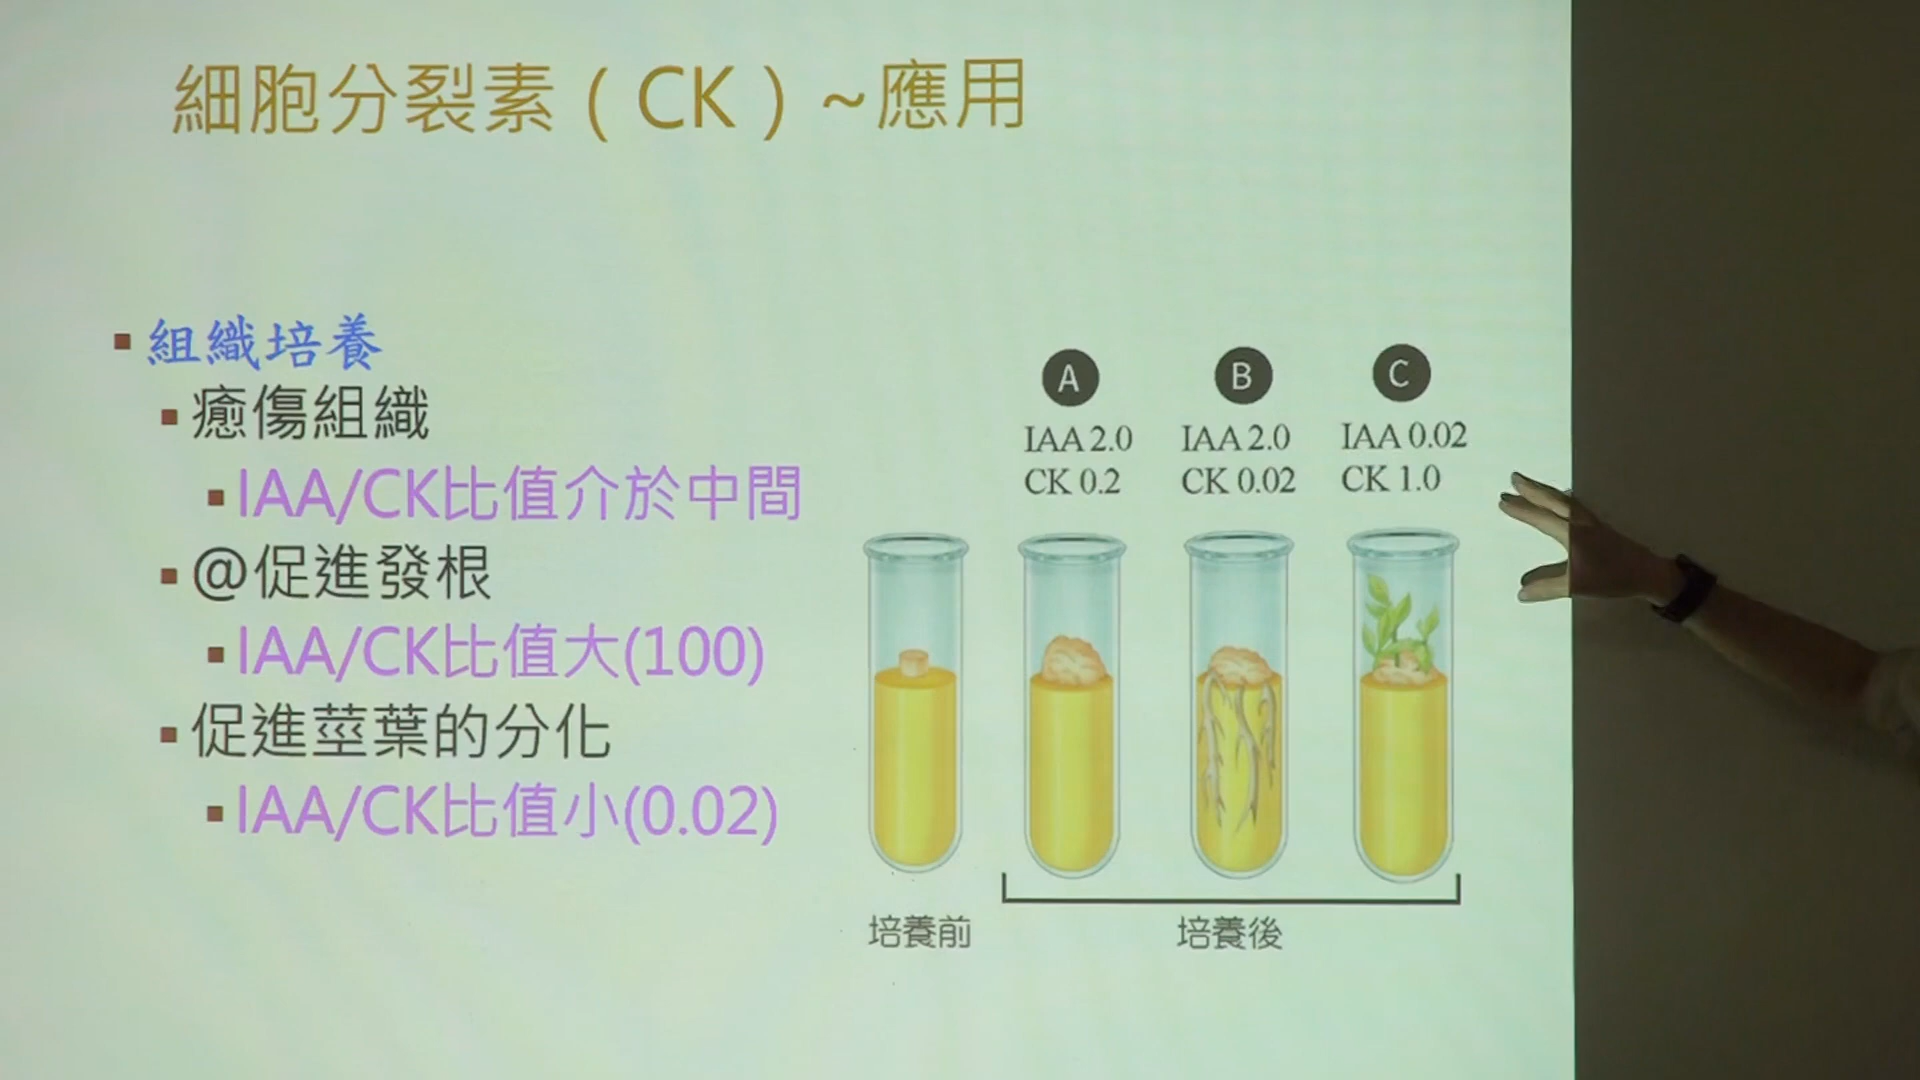 細胞分裂素（CK）~應用
組織培養
癒傷組織
IAA/CK比值介於中間
@促進發根
IAA/CK比值大(100)
促進莖葉的分化
IAA/CK比值小(0.02)
A
IAA 2.0
CK 0.2
B
IAA 2.0
CK 0.02
C
IAA 0.02
CK 1.0
培養前
培養後